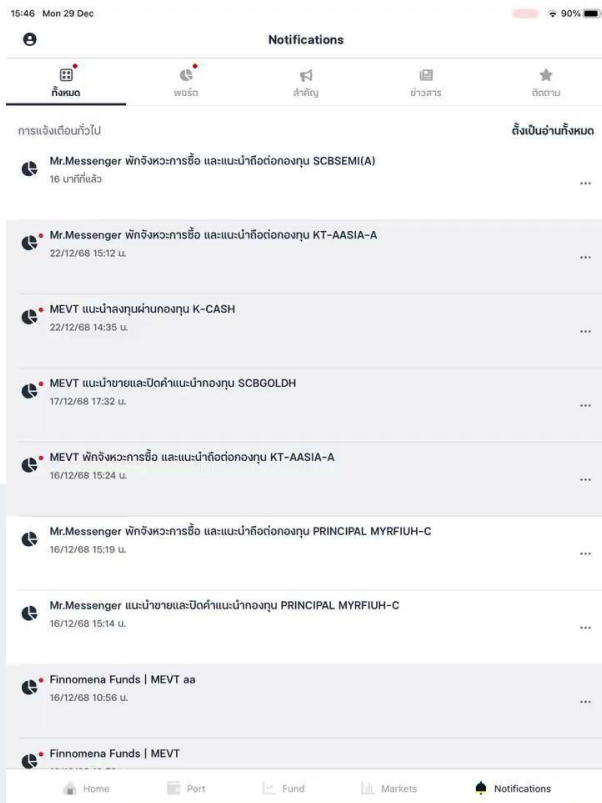 15:46 Mon 29 Dec
90%
Notifications
ทั้งหมด
พอร์ต
สำคัญ
ข่าวสาร
ติดตาม
การแจ้งเตือนทั่วไป
ตั้งเป็นอ่านทั้งหมด
Mr.Messenger พักจังหวะการซื้อ และแนะนำถือต่อกองทุน SCBSEMI(A)
16 นาทีที่แล้ว
Mr.Messenger พักจังหวะการซื้อ และแนะนำถือต่อกองทุน KT-AASIA-A
22/12/68 15:12 น.
MEVT แนะนำลงทุนผ่านกองทุน K-CASH
22/12/68 14:35 น.
MEVT แนะนำขายและปิดคำแนะนำกองทุน SCBGOLDH
17/12/68 17:32 น.
MEVT พักจังหวะการซื้อ และแนะนำถือต่อกองทุน KT-AASIA-A
16/12/68 15:24 น.
Mr.Messenger พักจังหวะการซื้อ และแนะนำถือต่อกองทุน PRINCIPAL MYRFIUH-C
16/12/68 15:19 น.
Mr.Messenger แนะนำขายและปิดคำแนะนำกองทุน PRINCIPAL MYRFIUH-C
16/12/68 15:14 น.
Finnomena Funds | MEVT aa
16/12/68 10:56 น.
Finnomena Funds | MEVT
Home
Port
Fund
Markets
Notifications